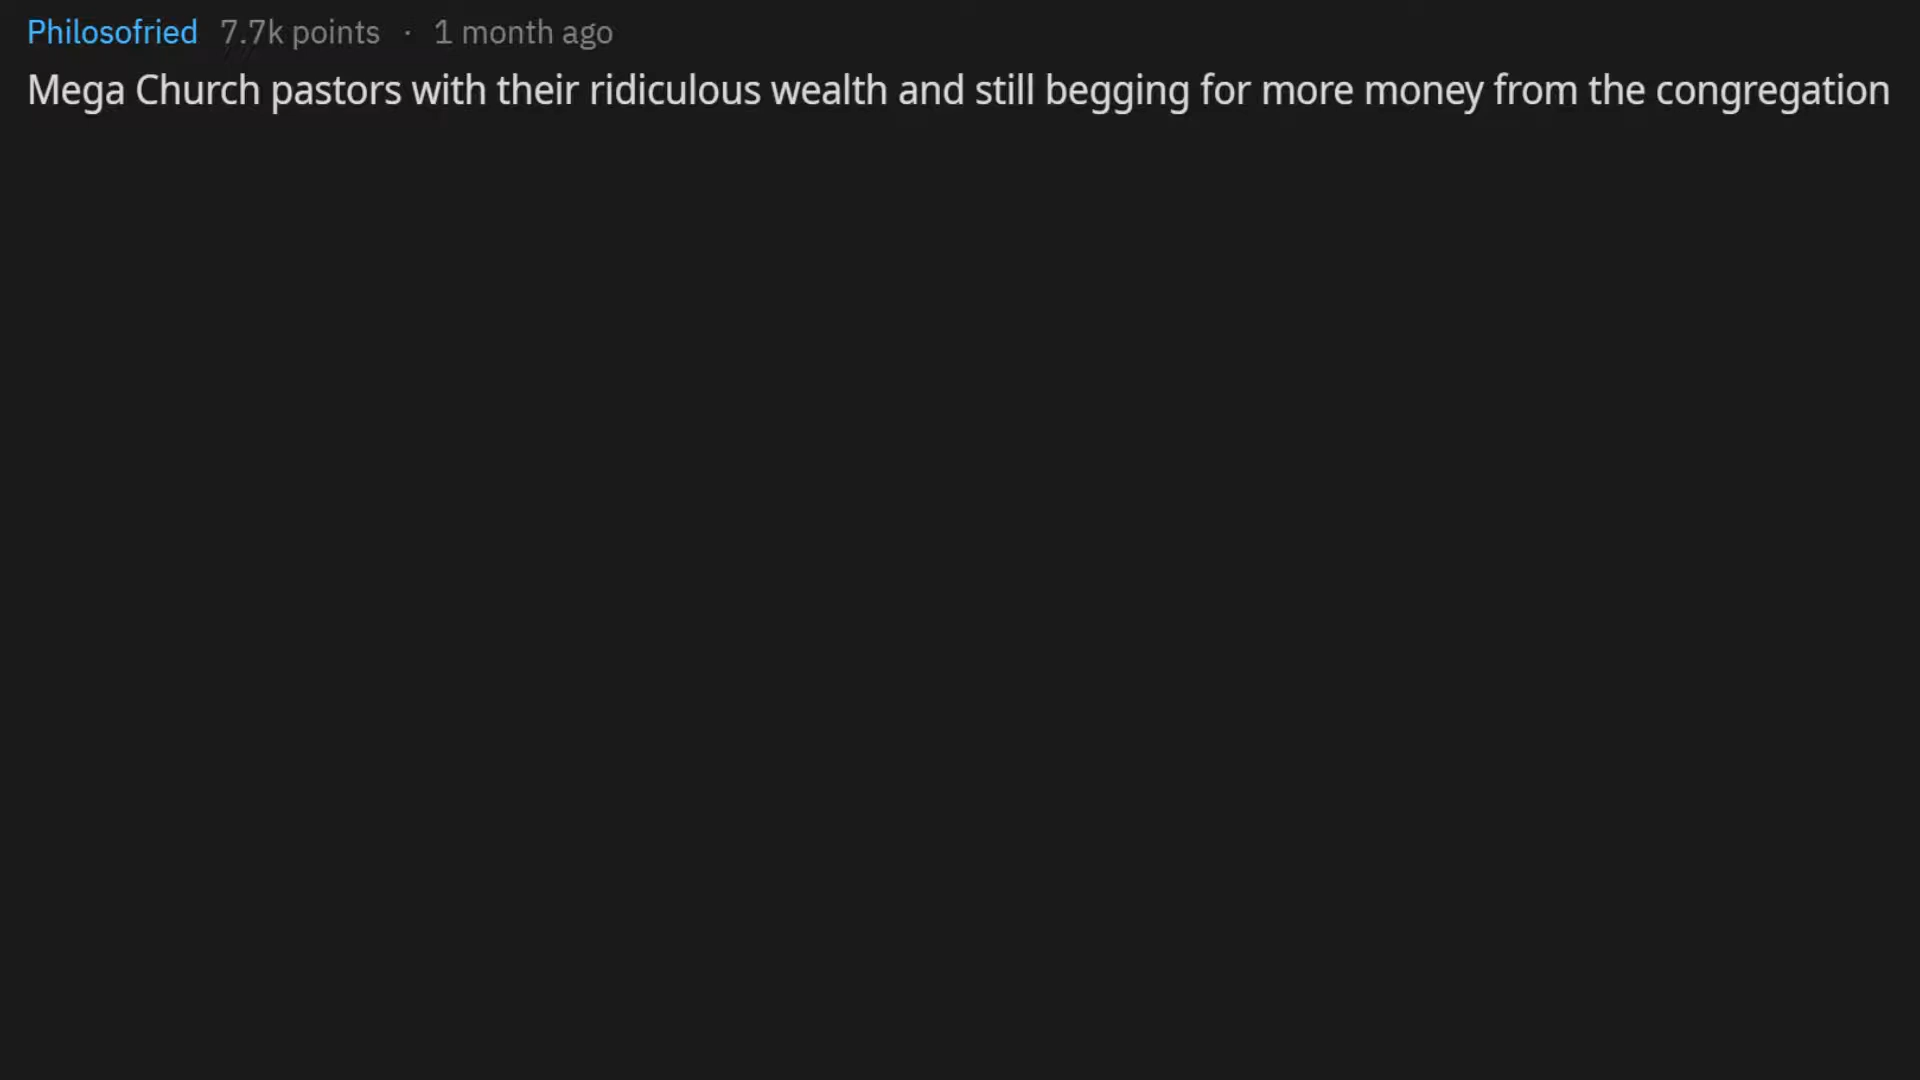 Philosofried 7.7k points · 1 month ago
Mega Church pastors with their ridiculous wealth and still begging for more money from the congregation